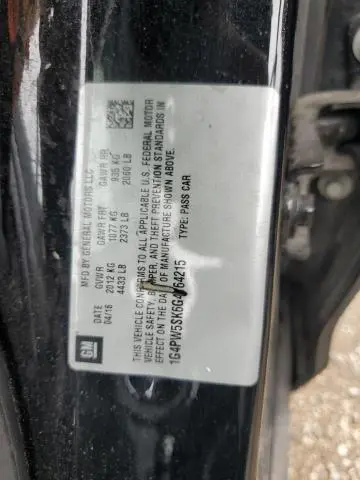 MFD BY GENERAL MOTORS LLC
DATE GVWR GAWR FRT GAWR RR
04/16 2012 KG 1077 KG 935 KG
4433 LB 2373 LB 2060 LB
THIS VEHICLE CONFORMS TO ALL APPLICABLE U.S. FEDERAL MOTOR
VEHICLE SAFETY, BUMPER, AND THEFT PREVENTION STANDARDS IN
EFFECT ON THE DATE OF MANUFACTURE SHOWN ABOVE.
TYPE: PASS CAR
GM